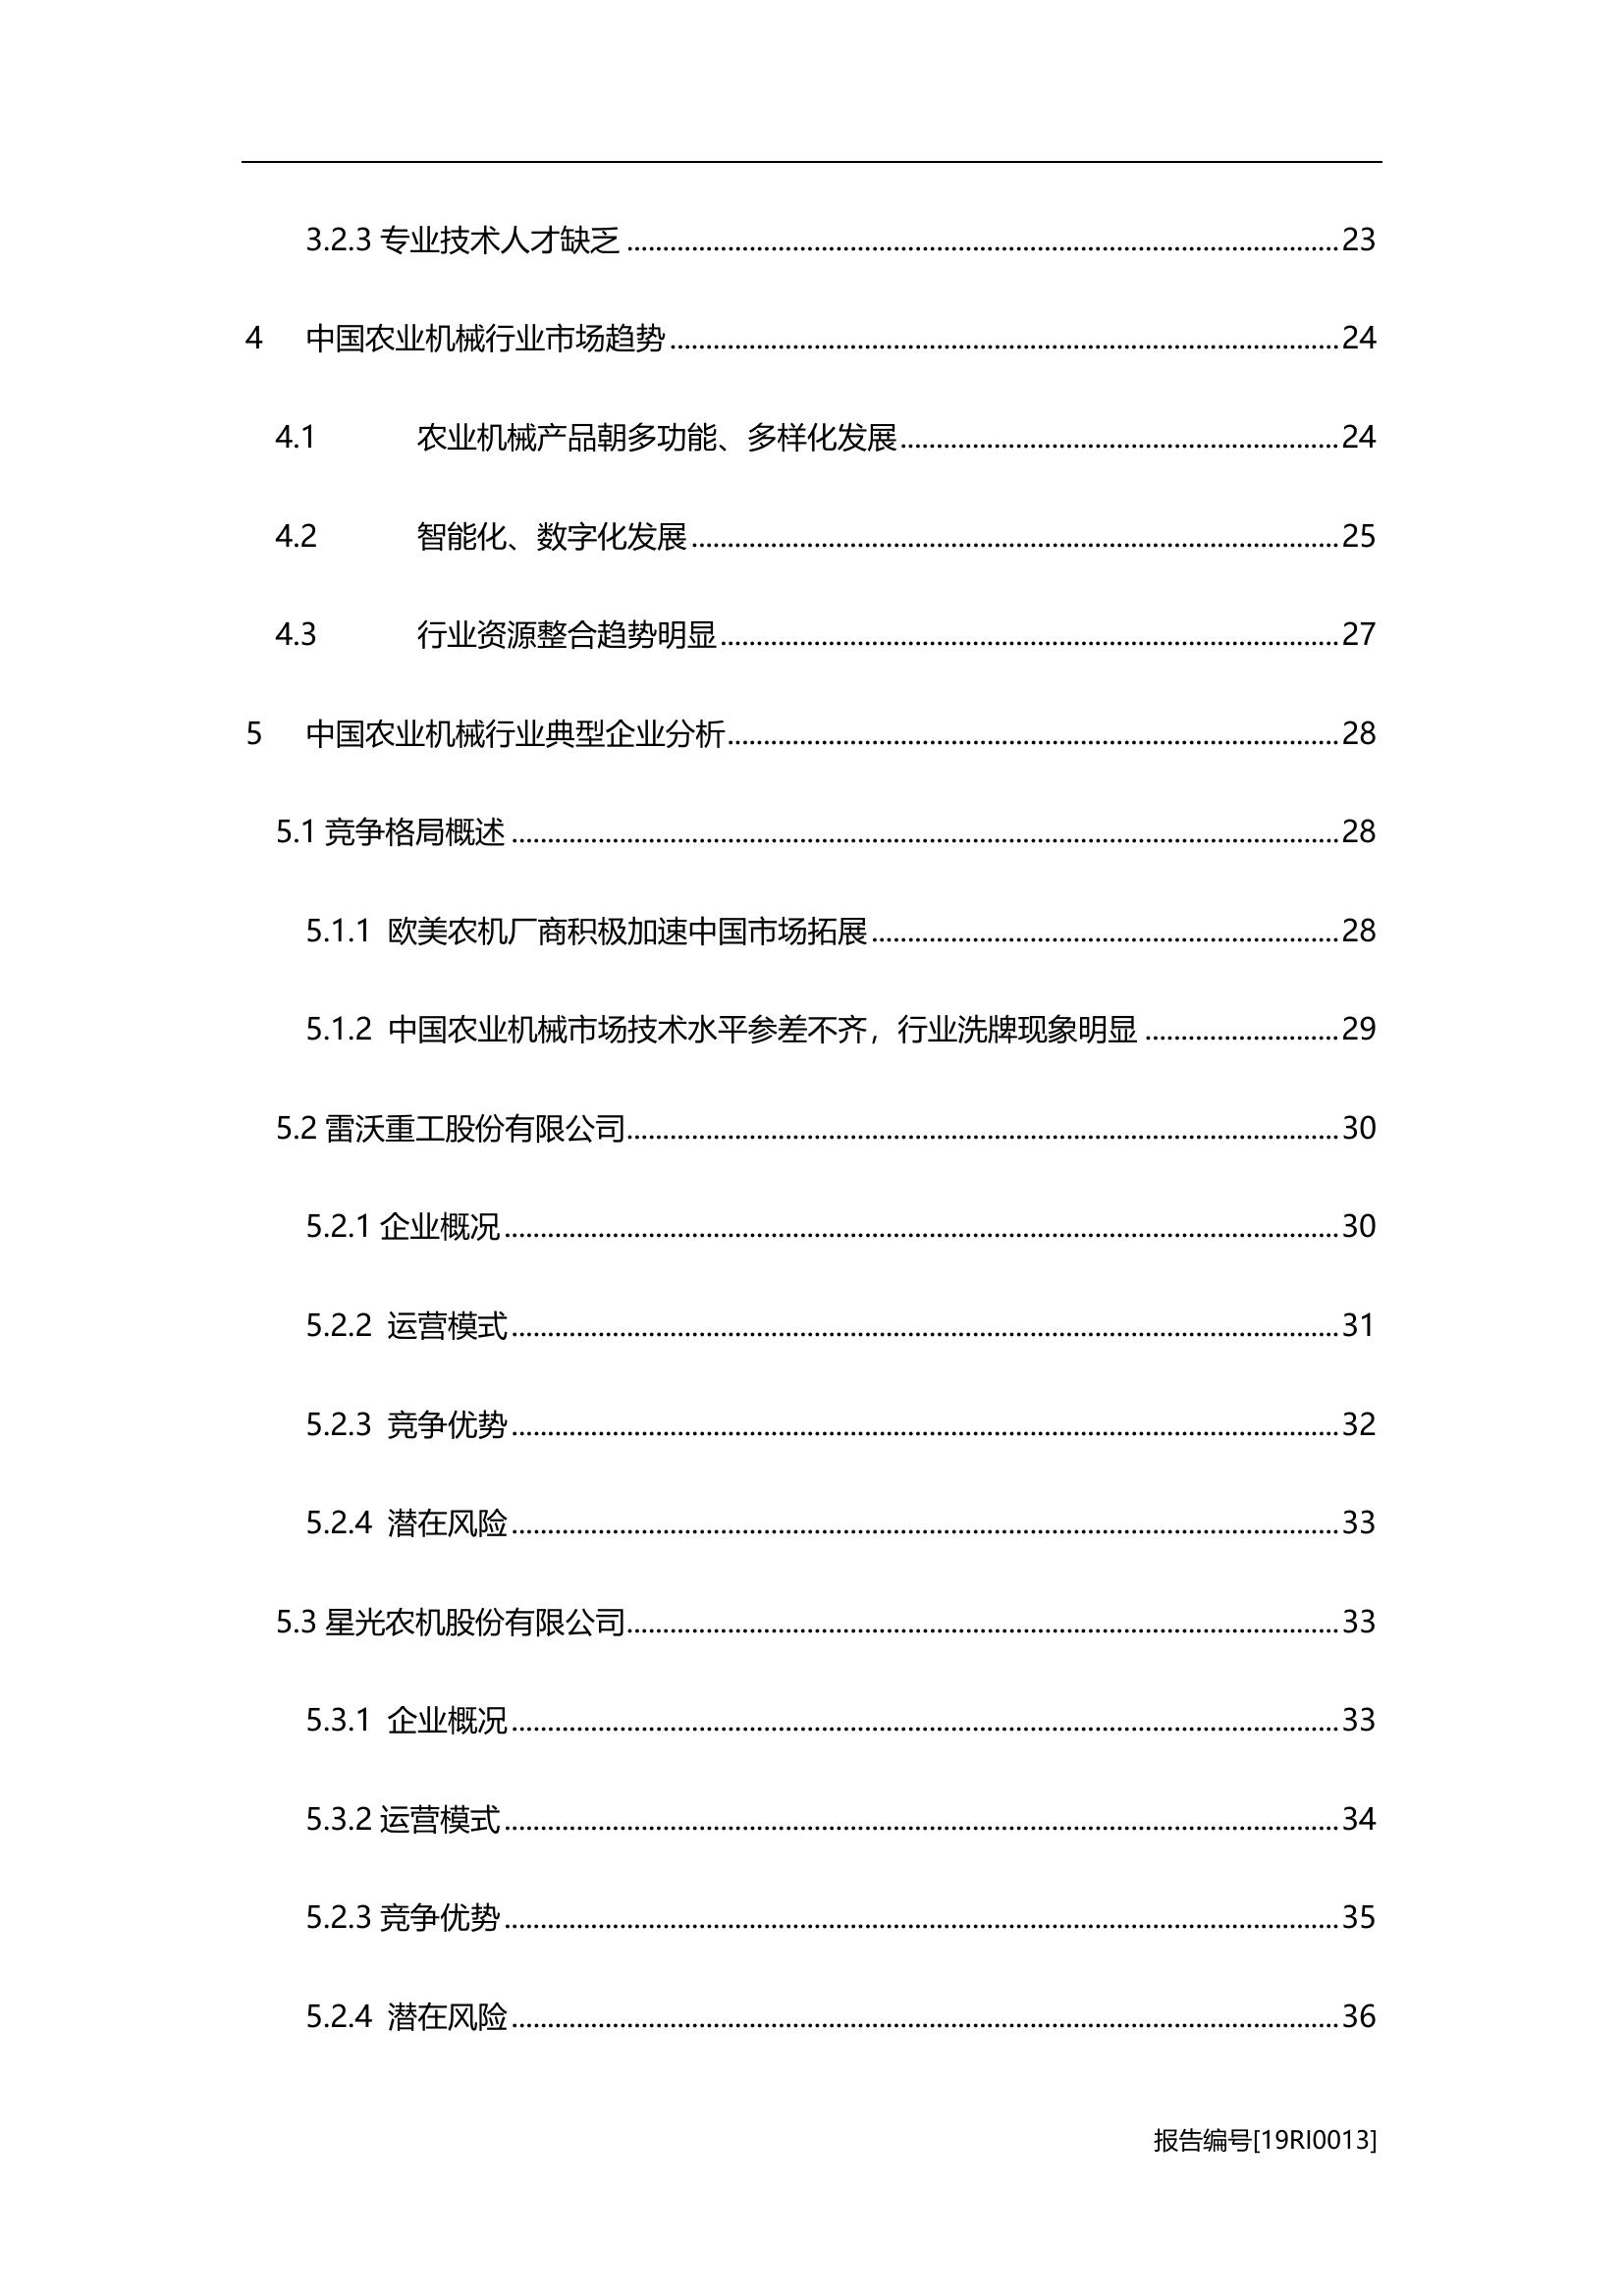 3.2.3 专业技术人才缺乏 ........ 23
4 中国农业机械行业市场趋势 ........ 24
4.1 农业机械产品朝多功能、多样化发展 ........ 24
4.2 智能化、数字化发展 ........ 25
4.3 行业资源整合趋势明显 ........ 27
5 中国农业机械行业典型企业分析 ........ 28
5.1 竞争格局概述 ........ 28
5.1.1 欧美农机厂商积极加速中国市场拓展 ........ 28
5.1.2 中国农业机械市场技术水平参差不齐，行业洗牌现象明显 ........ 29
5.2 雷沃重工股份有限公司 ........ 30
5.2.1 企业概况 ........ 30
5.2.2 运营模式 ........ 31
5.2.3 竞争优势 ........ 32
5.2.4 潜在风险 ........ 33
5.3 星光农机股份有限公司 ........ 33
5.3.1 企业概况 ........ 33
5.3.2 运营模式 ........ 34
5.2.3 竞争优势 ........ 35
5.2.4 潜在风险 ........ 36
报告编号[19RI0013]